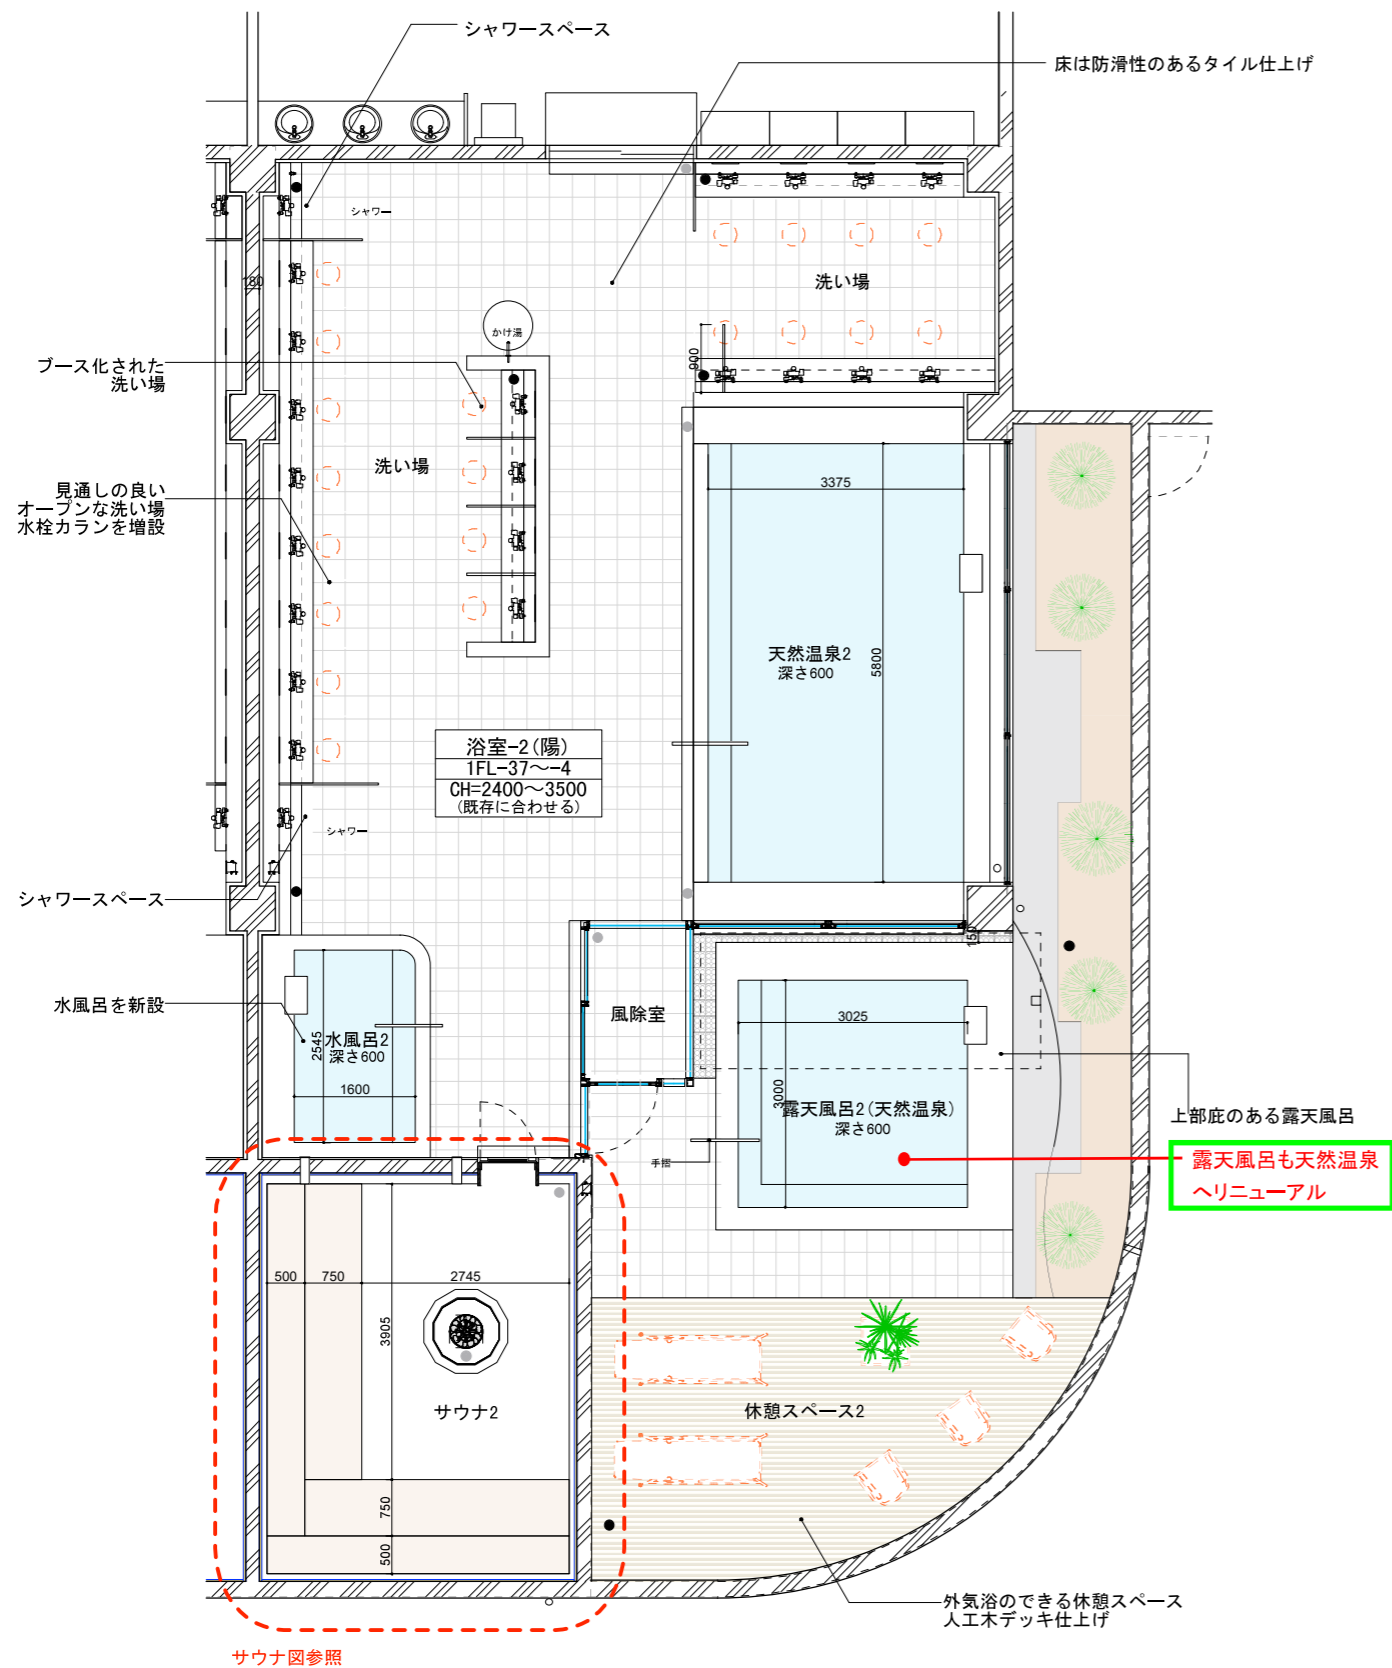 シャワースペース
床は防滑性のあるタイル仕上げ
シャワー
180
洗い場
かけ湯
900
ブース化された
洗い場
洗い場
見通しの良い
オープンな洗い場
水栓カランを増設
3375
天然温泉2
深さ600
5800
浴室-2(陽)
1FL-37~-4
CH=2400~3500
(既存に合わせる)
シャワー
シャワースペース
150
水風呂を新設
風除室
3025
水風呂2
深さ600
2545
1600
3000
露天風呂2(天然温泉)
深さ600
上部庇のある露天風呂
手摺
露天風呂も天然温泉
へリニューアル
500
750
2745
3905
サウナ2
休憩スペース2
750
500
外気浴のできる休憩スペース
人工木デッキ仕上げ
サウナ図参照